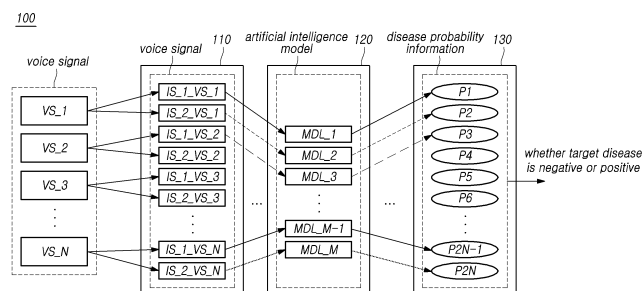 100
voice signal
VS_1
VS_2
VS_3
VS_N
110
voice signal
IS_1_VS_1
IS_2_VS_1
IS_1_VS_2
IS_2_VS_2
IS_1_VS_3
IS_2_VS_3
IS_1_VS_N
IS_2_VS_N
...
artificial intelligence
model
120
MDL_1
MDL_2
MDL_3
MDL_M-1
MDL_M
...
disease probability
information
130
P1
P2
P3
P4
P5
P6
P2N-1
P2N
whether target disease
is negative or positive